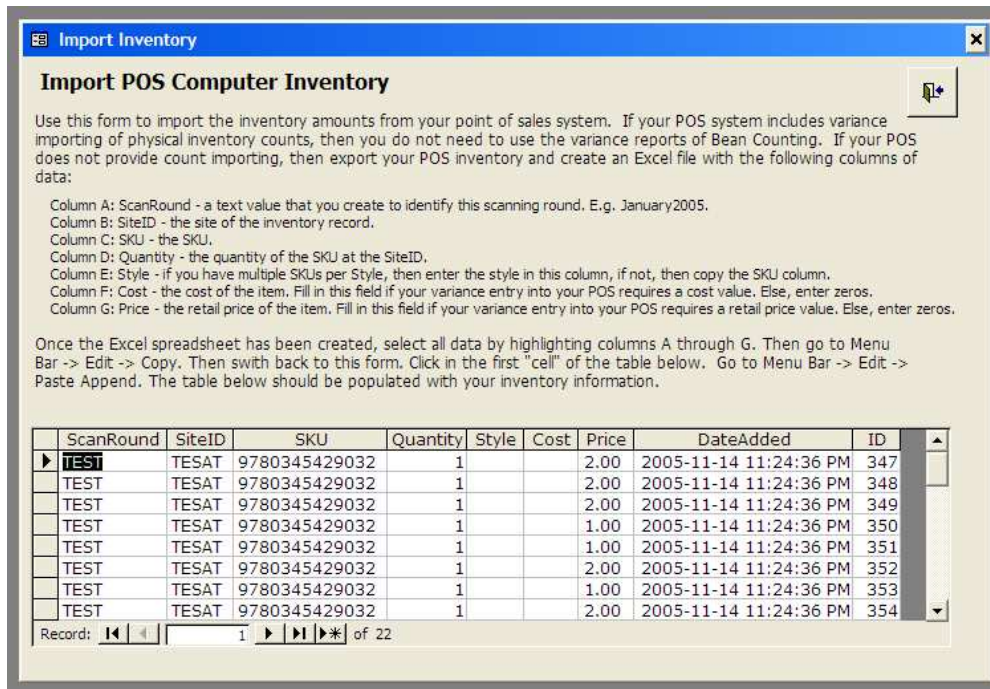 Import Inventory
Import POS Computer Inventory
Use this form to import the inventory amounts from your point of sales system.  If your POS system includes variance
importing of physical inventory counts, then you do not need to use the variance reports of Bean Counting.  If your POS
does not provide count importing, then export your POS inventory and create an Excel file with the following columns of
data:
Column A: ScanRound - a text value that you create to identify this scanning round. E.g. January2005.
Column B: SiteID - the site of the inventory record.
Column C: SKU - the SKU.
Column D: Quantity - the quantity of the SKU at the SiteID.
Column E: Style - if you have multiple SKUs per Style, then enter the style in this column, if not, then copy the SKU column.
Column F: Cost - the cost of the item. Fill in this field if your variance entry into your POS requires a cost value. Else, enter zeros.
Column G: Price - the retail price of the item. Fill in this field if your variance entry into your POS requires a retail price value. Else, enter zeros.
Once the Excel spreadsheet has been created, select all data by highlighting columns A through G. Then go to Menu
Bar -> Edit -> Copy. Then swith back to this form. Click in the first "cell" of the table below.  Go to Menu Bar -> Edit ->
Paste Append. The table below should be populated with your inventory information.
ScanRound SiteID SKU Quantity Style Cost Price DateAdded ID
TEST TESAT 9780345429032 1 2.00 2005-11-14 11:24:36 PM 347
TEST TESAT 9780345429032 1 2.00 2005-11-14 11:24:36 PM 348
TEST TESAT 9780345429032 1 2.00 2005-11-14 11:24:36 PM 349
TEST TESAT 9780345429032 1 1.00 2005-11-14 11:24:36 PM 350
TEST TESAT 9780345429032 1 1.00 2005-11-14 11:24:36 PM 351
TEST TESAT 9780345429032 1 2.00 2005-11-14 11:24:36 PM 352
TEST TESAT 9780345429032 1 1.00 2005-11-14 11:24:36 PM 353
TEST TESAT 9780345429032 1 2.00 2005-11-14 11:24:36 PM 354
Record: 1 of 22